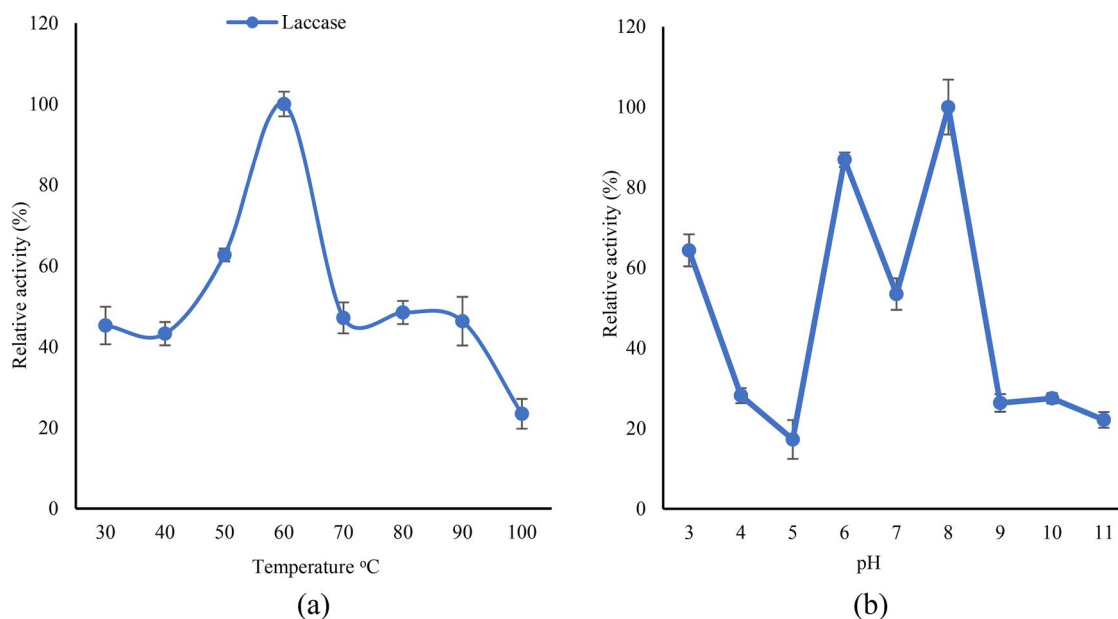 Laccase
Relative activity (%)
120
100
80
60
40
20
0
30 40 50 60 70 80 90 100
Temperature °C
(a)
Relative activity (%)
120
100
80
60
40
20
0
3 4 5 6 7 8 9 10 11
pH
(b)